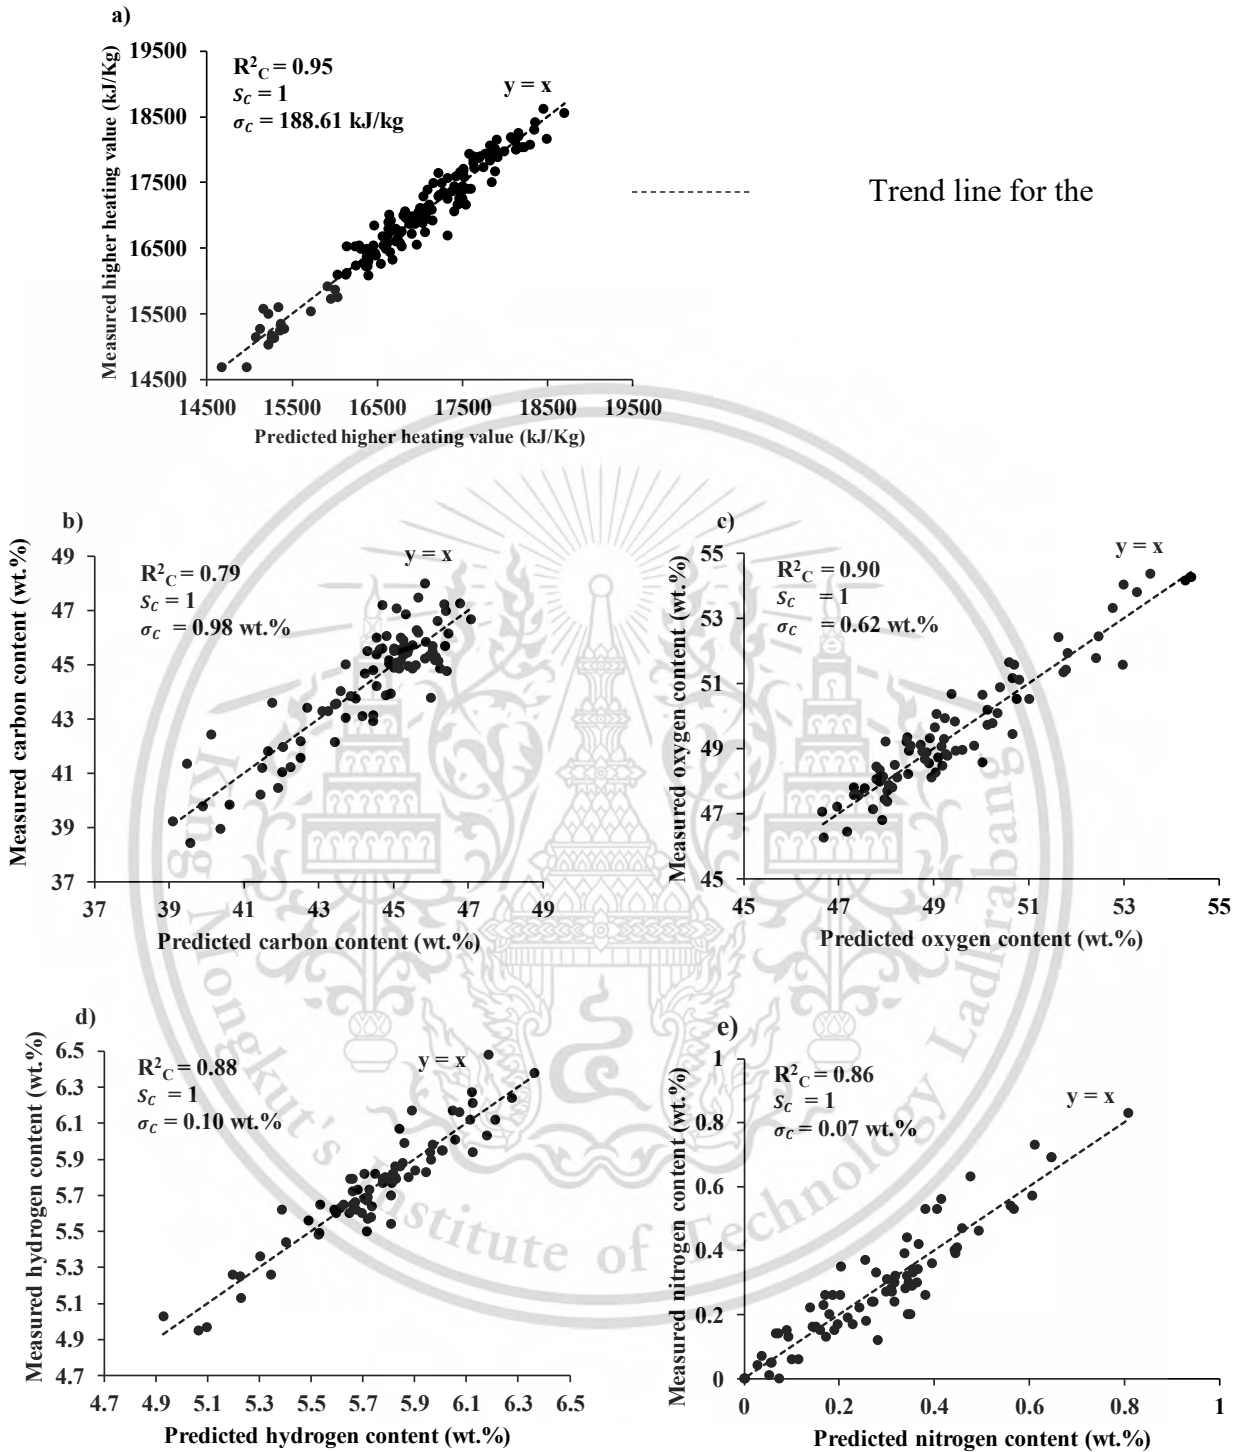 a)
19500
18500
17500
16500
15500
14500
Measured higher heating value (kJ/Kg)
R²C = 0.95
SC = 1
σC = 188.61 kJ/kg
y = x
14500 15500 16500 17500 18500 19500
Predicted higher heating value (kJ/Kg)
Trend line for the
b)
49
47
45
43
41
39
37
Measured carbon content (wt.%)
R²C = 0.79
SC = 1
σC = 0.98 wt.%
y = x
37 39 41 43 45 47 49
Predicted carbon content (wt.%)
c)
55
53
51
49
47
45
Measured oxygen content (wt.%)
R²C = 0.90
SC = 1
σC = 0.62 wt.%
y = x
45 47 49 51 53 55
Predicted oxygen content (wt.%)
d)
6.5
6.3
6.1
5.9
5.7
5.5
5.3
5.1
4.9
4.7
Measured hydrogen content (wt.%)
R²C = 0.88
SC = 1
σC = 0.10 wt.%
y = x
4.7 4.9 5.1 5.3 5.5 5.7 5.9 6.1 6.3 6.5
Predicted hydrogen content (wt.%)
e)
1
0.8
0.6
0.4
0.2
0
Measured nitrogen content (wt.%)
R²C = 0.86
SC = 1
σC = 0.07 wt.%
y = x
0 0.2 0.4 0.6 0.8 1
Predicted nitrogen content (wt.%)
King Mongkut's Institute of Technology Ladkrabang